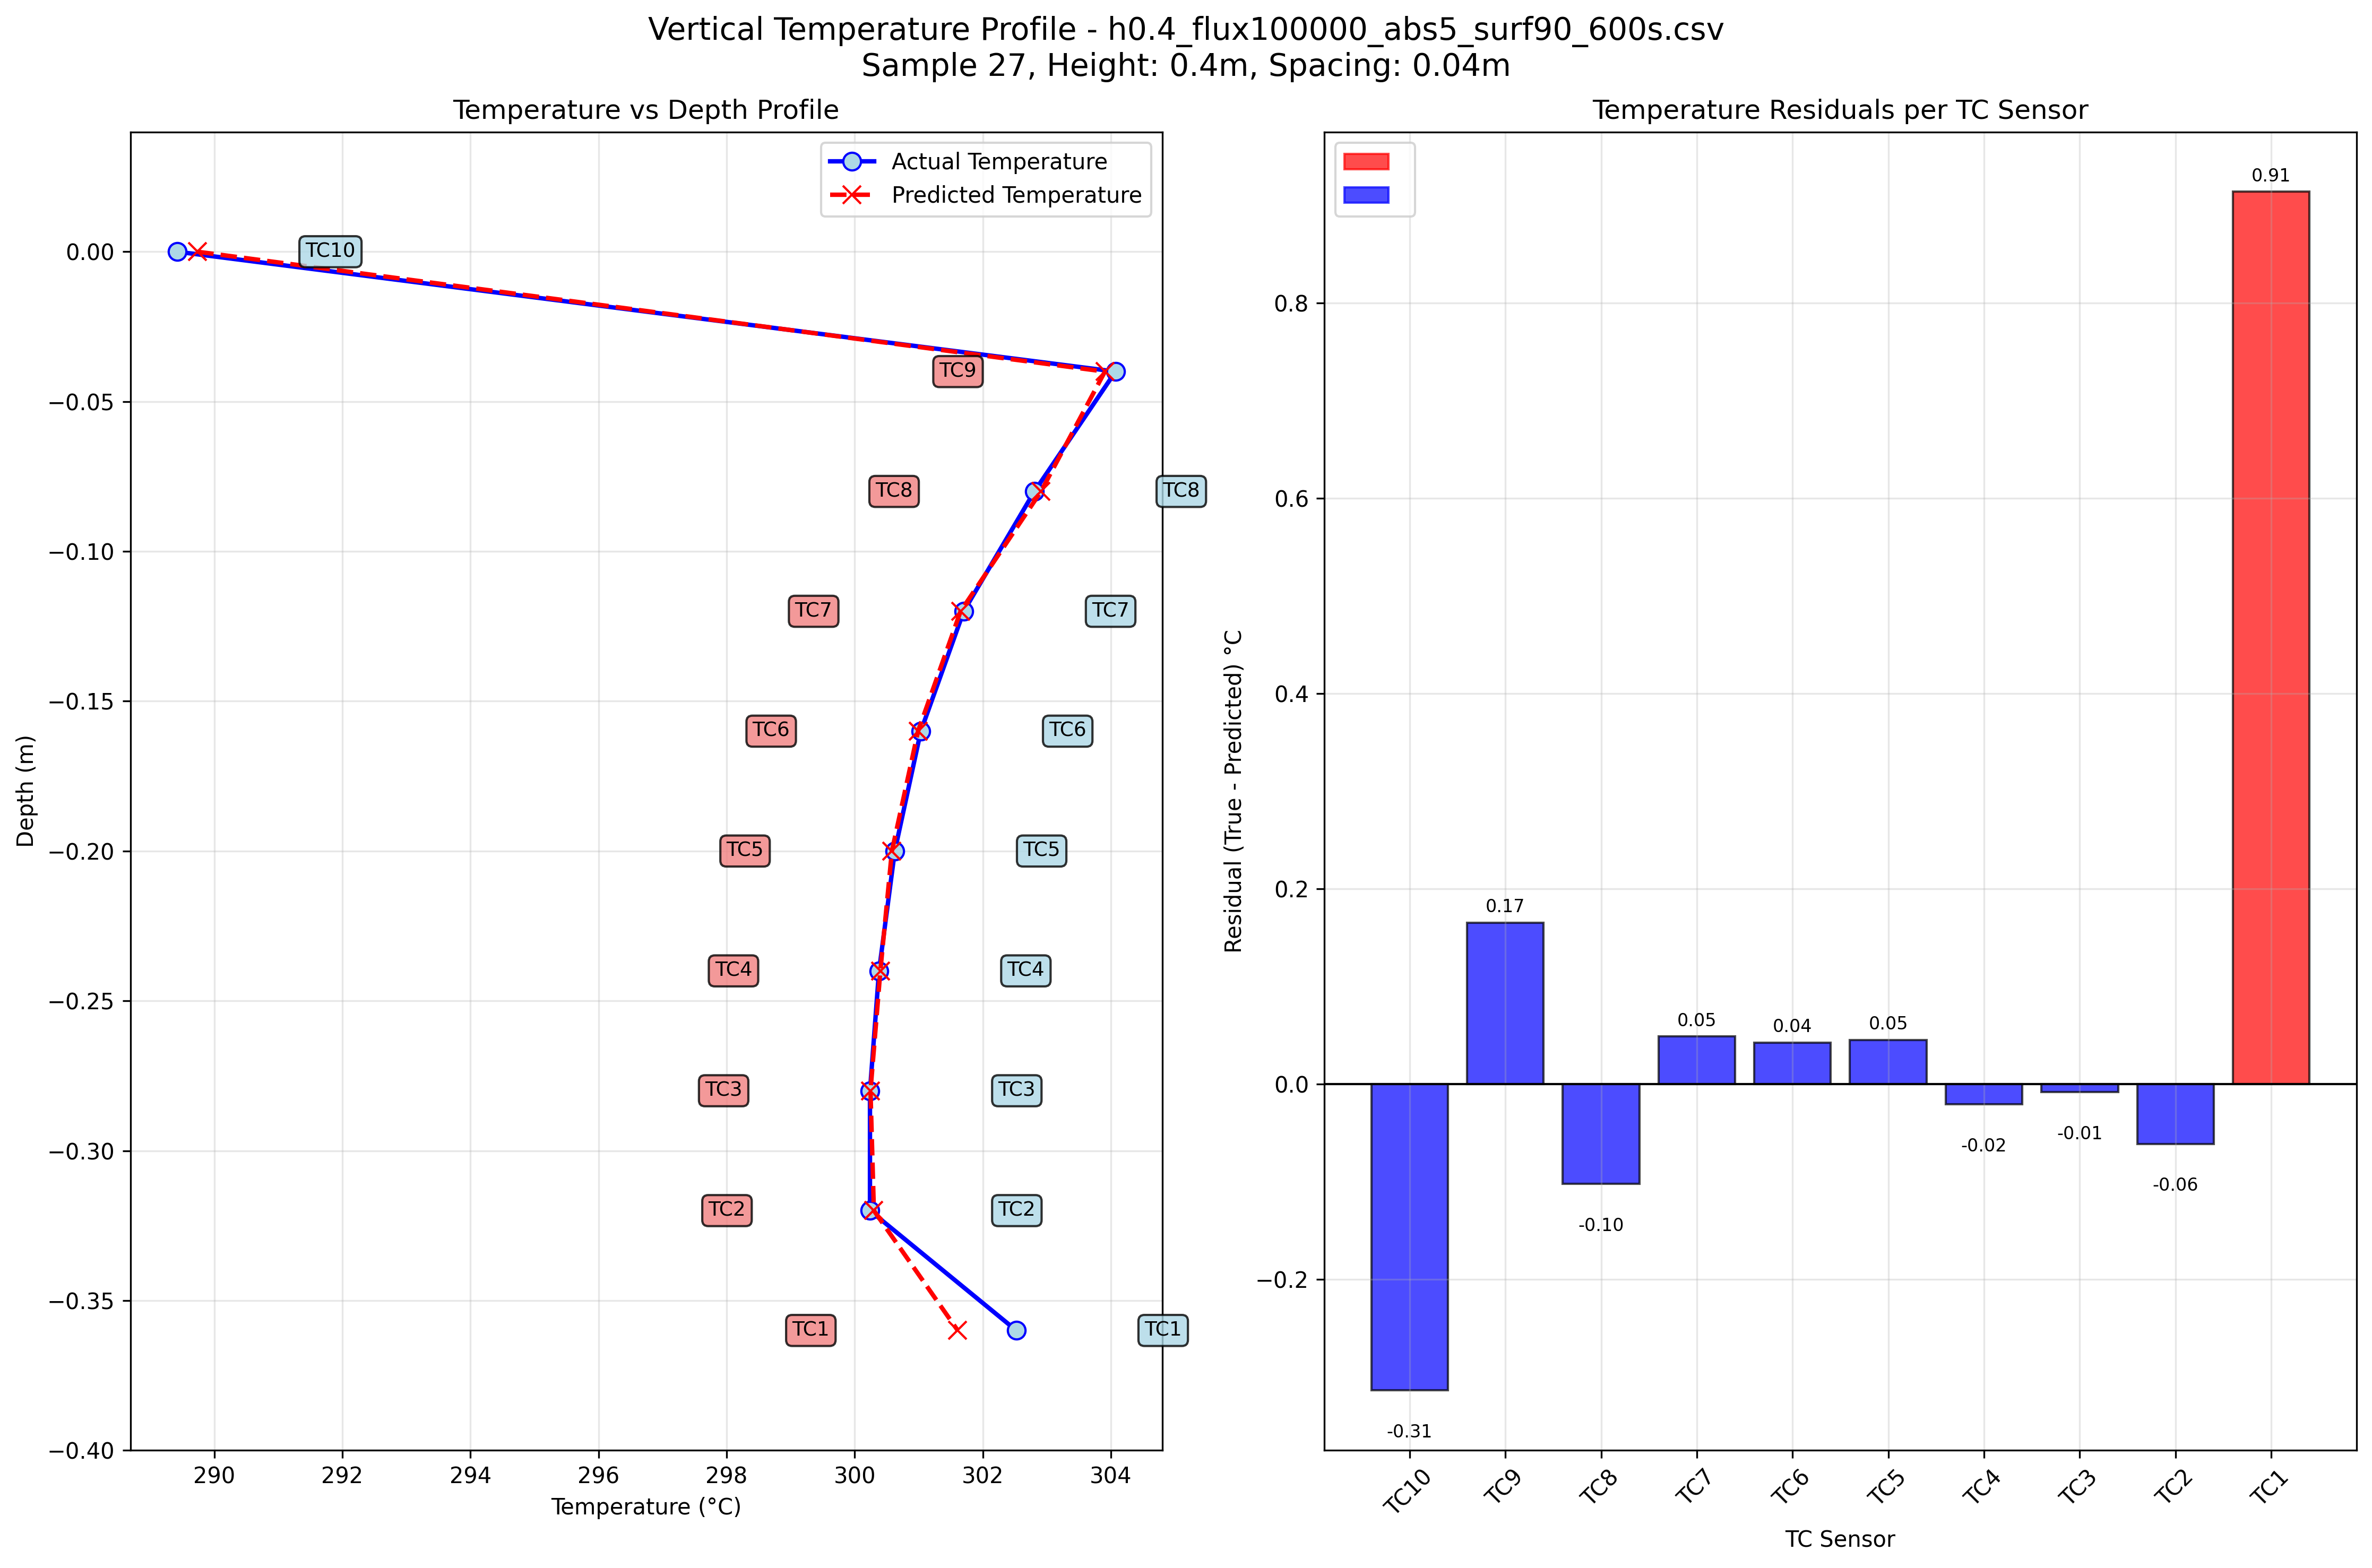 Vertical Temperature Profile - h0.4_flux100000_abs5_surf90_600s.csv
Sample 27, Height: 0.4m, Spacing: 0.04m
Temperature vs Depth Profile
Actual Temperature
Predicted Temperature
TC10
TC9
TC8
TC8
TC7
TC7
TC6
TC6
TC5
TC5
TC4
TC4
TC3
TC3
TC2
TC2
TC1
TC1
0.00
−0.05
−0.10
−0.15
−0.20
−0.25
−0.30
−0.35
−0.40
Depth (m)
290
292
294
296
298
300
302
304
Temperature (°C)
Temperature Residuals per TC Sensor
0.8
0.6
0.4
0.2
0.0
−0.2
Residual (True - Predicted) °C
-0.31
0.17
-0.10
0.05
0.04
0.05
-0.02
-0.01
-0.06
0.91
TC10
TC9
TC8
TC7
TC6
TC5
TC4
TC3
TC2
TC1
TC Sensor